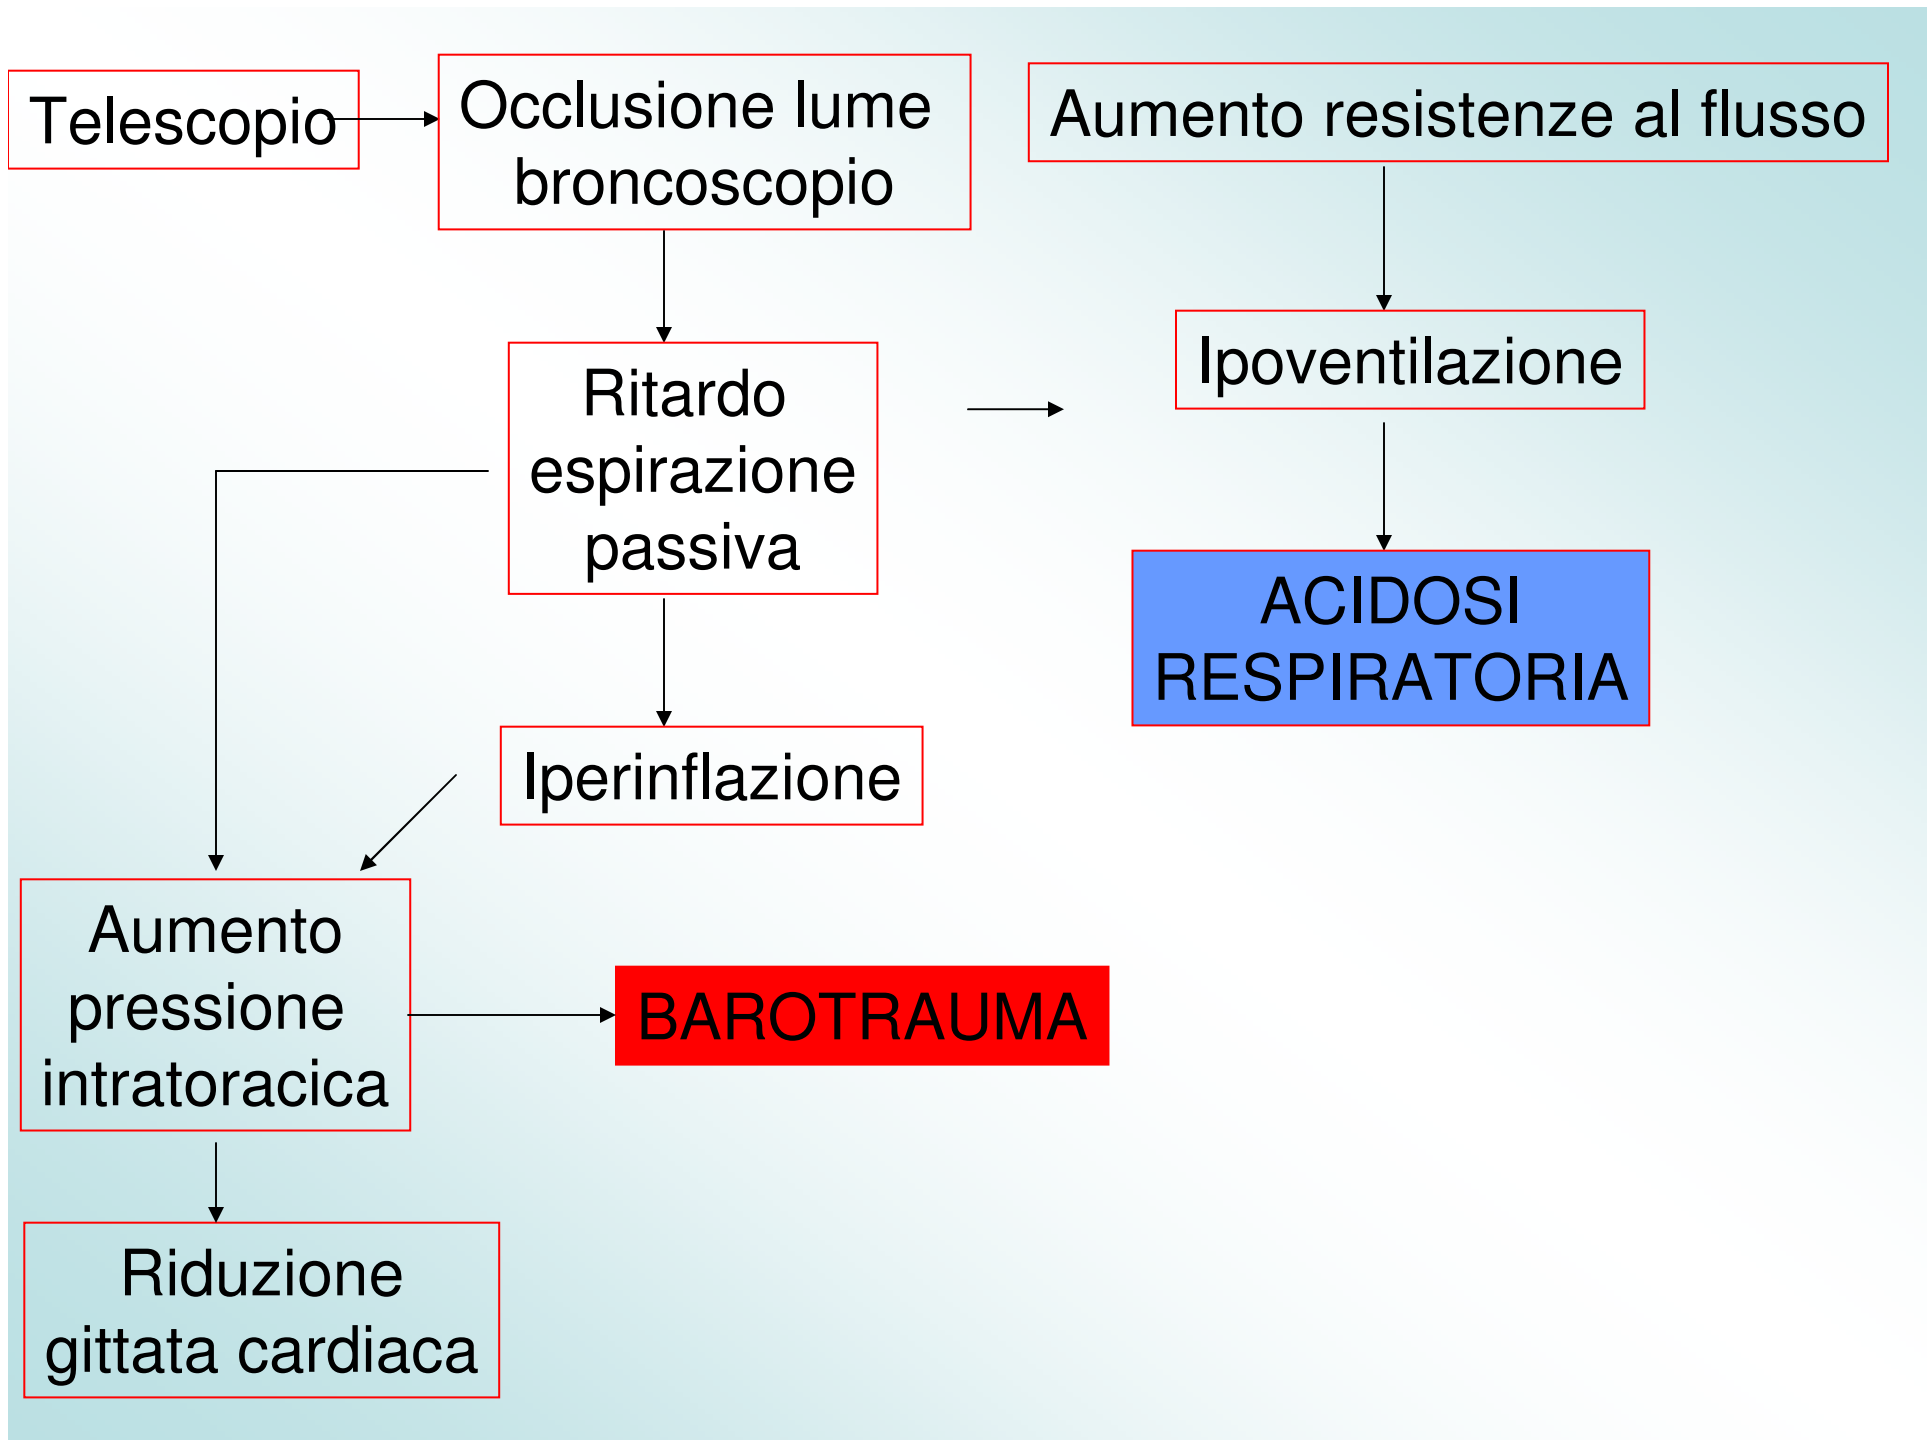 Telescopio
Occlusione lume
broncoscopio
Aumento resistenze al flusso
Ritardo
espirazione
passiva
Ipoventilazione
ACIDOSI
RESPIRATORIA
Iperinflazione
Aumento
pressione
intratoracica
BAROTRAUMA
Riduzione
gittata cardiaca